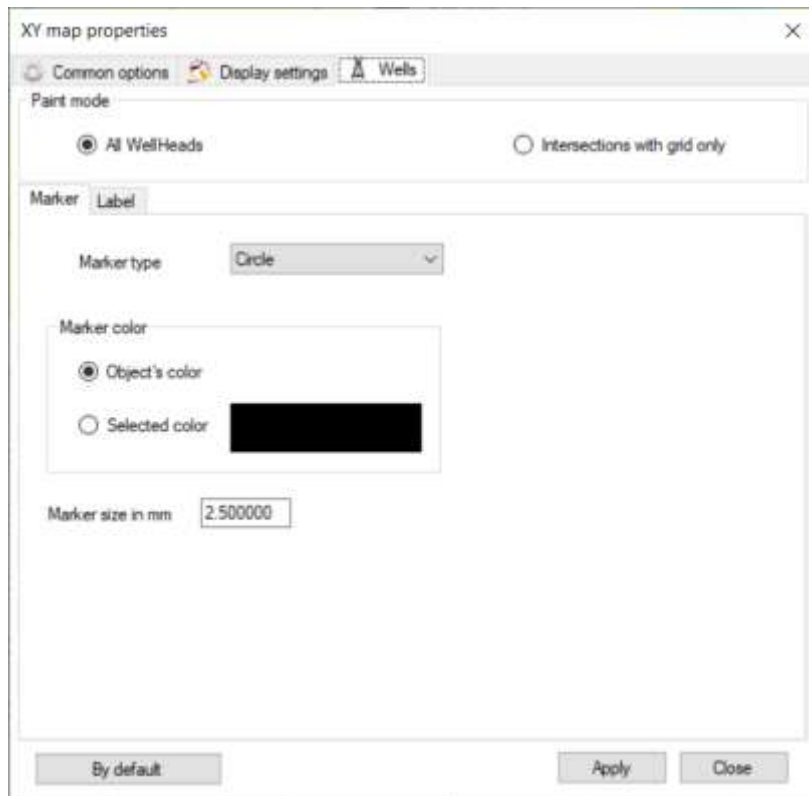 XY map properties
Common options Display settings Wells
Paint mode
All WellHeads Intersections with grid only
Marker Label
Marker type Circle
Marker color
Object's color
Selected color
Marker size in mm 2.500000
By default Apply Close